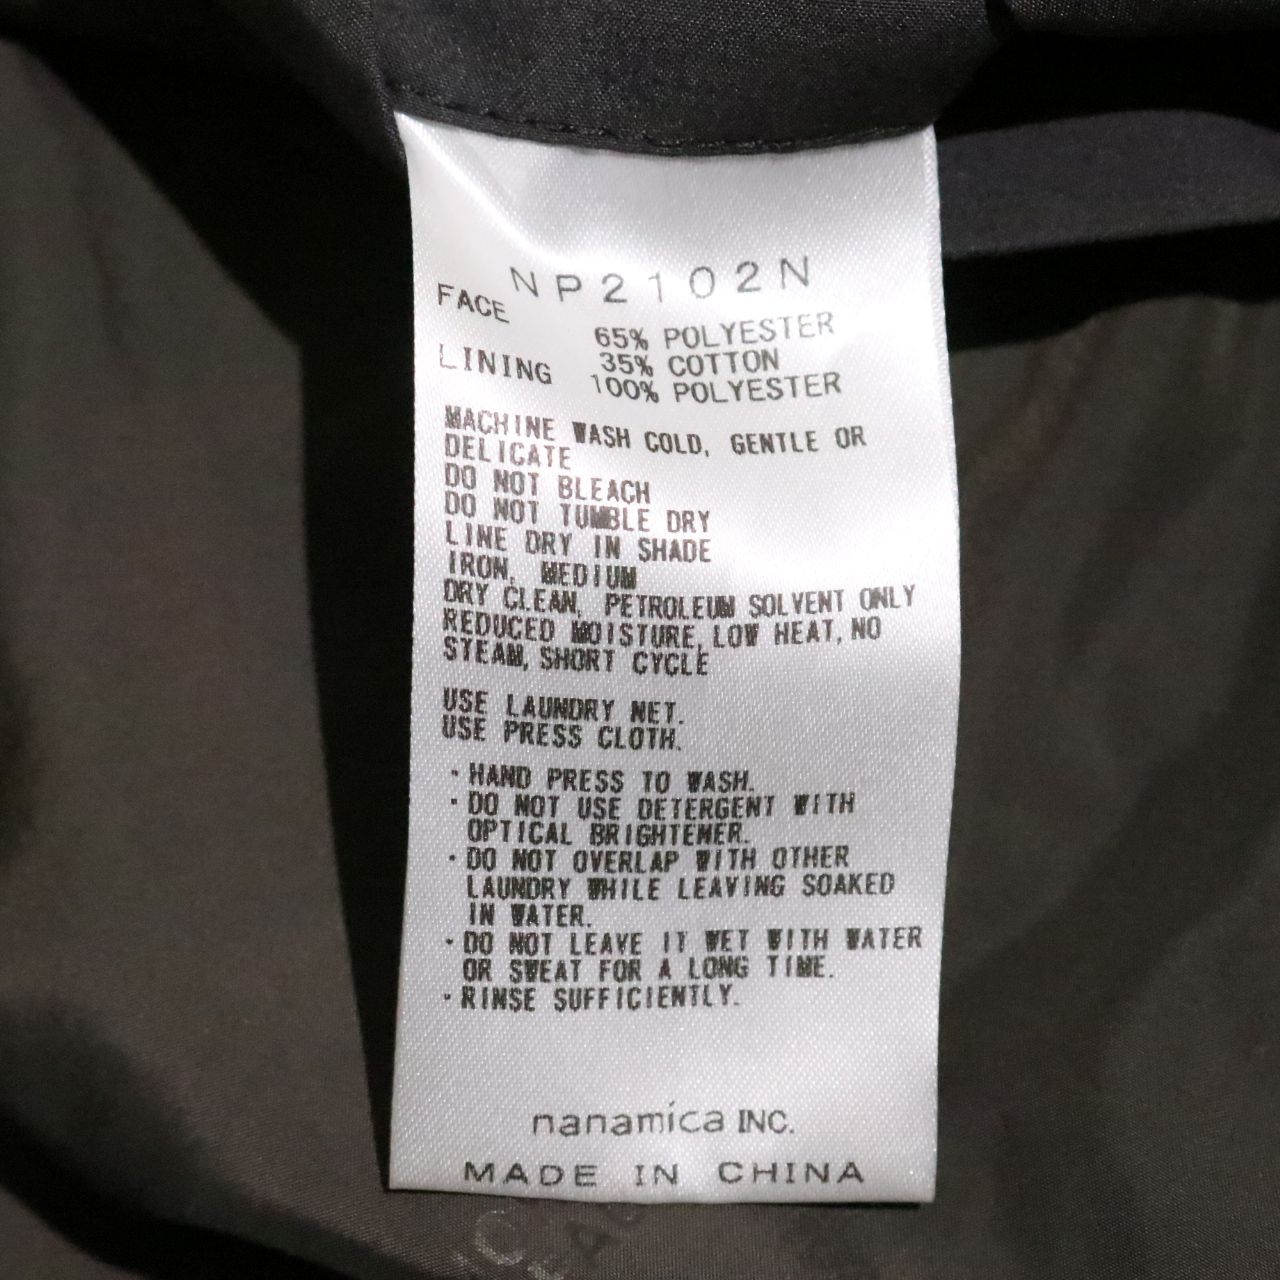 NP2102N
FACE 65% POLYESTER
35% COTTON
LINING 100% POLYESTER
MACHINE WASH COLD, GENTLE OR
DELICATE
DO NOT BLEACH
DO NOT TUMBLE DRY
LINE DRY IN SHADE
IRON, MEDIUM
DRY CLEAN, PETROLEUM SOLVENT ONLY
REDUCED MOISTURE, LOW HEAT, NO
STEAM, SHORT CYCLE
USE LAUNDRY NET.
USE PRESS CLOTH.
・HAND PRESS TO WASH.
・DO NOT USE DETERGENT WITH
OPTICAL BRIGHTENER.
・DO NOT OVERLAP WITH OTHER
LAUNDRY WHILE LEAVING SOAKED
IN WATER.
・DO NOT LEAVE IT WET WITH WATER
OR SWEAT FOR A LONG TIME.
・RINSE SUFFICIENTLY.
nanamica INC.
MADE IN CHINA